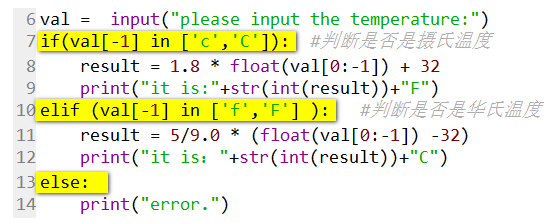 6 val =  input("please input the temperature:")
7 if(val[-1] in ['c','C']):  #判断是否是摄氏温度
8     result = 1.8 * float(val[0:-1]) + 32
9     print("it is:"+str(int(result))+"F")
10 elif (val[-1] in ['f','F'] ):   #判断是否是华氏温度
11     result = 5/9.0 * (float(val[0:-1]) -32)
12     print("it is："+str(int(result))+"C")
13 else:
14     print("error.")